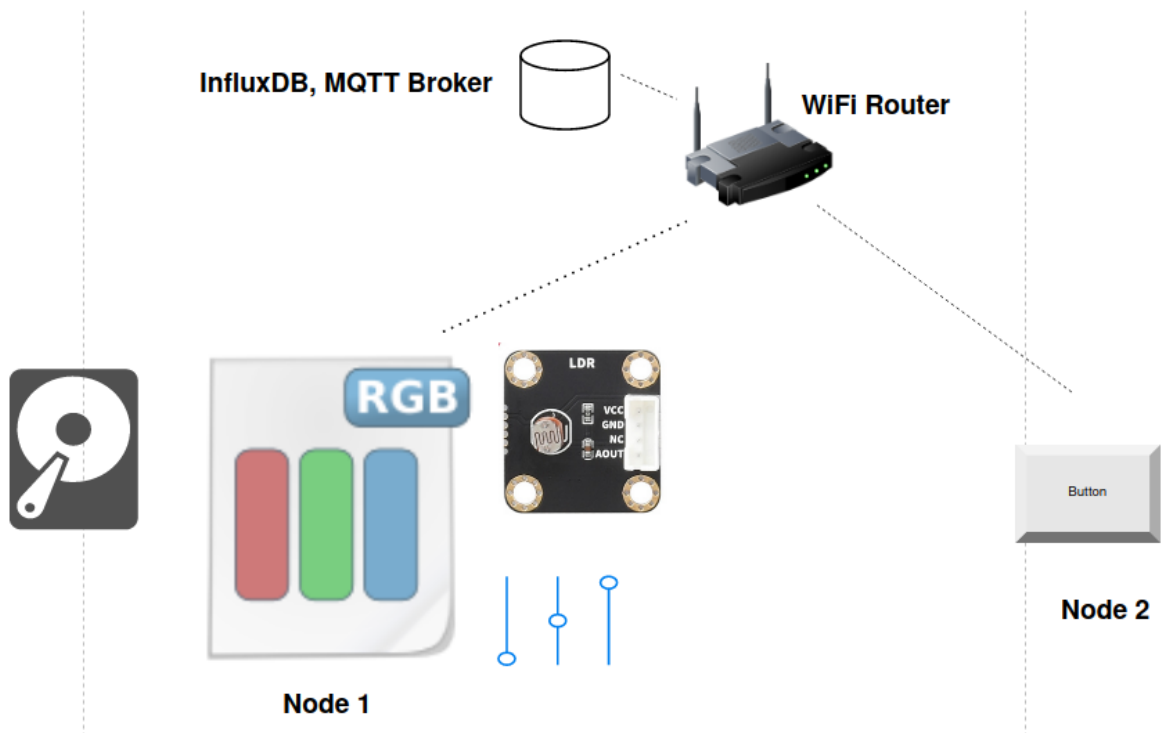 InfluxDB, MQTT Broker
WiFi Router
RGB
LDR
VCC
GND
NC
AOUT
Button
Node 2
Node 1